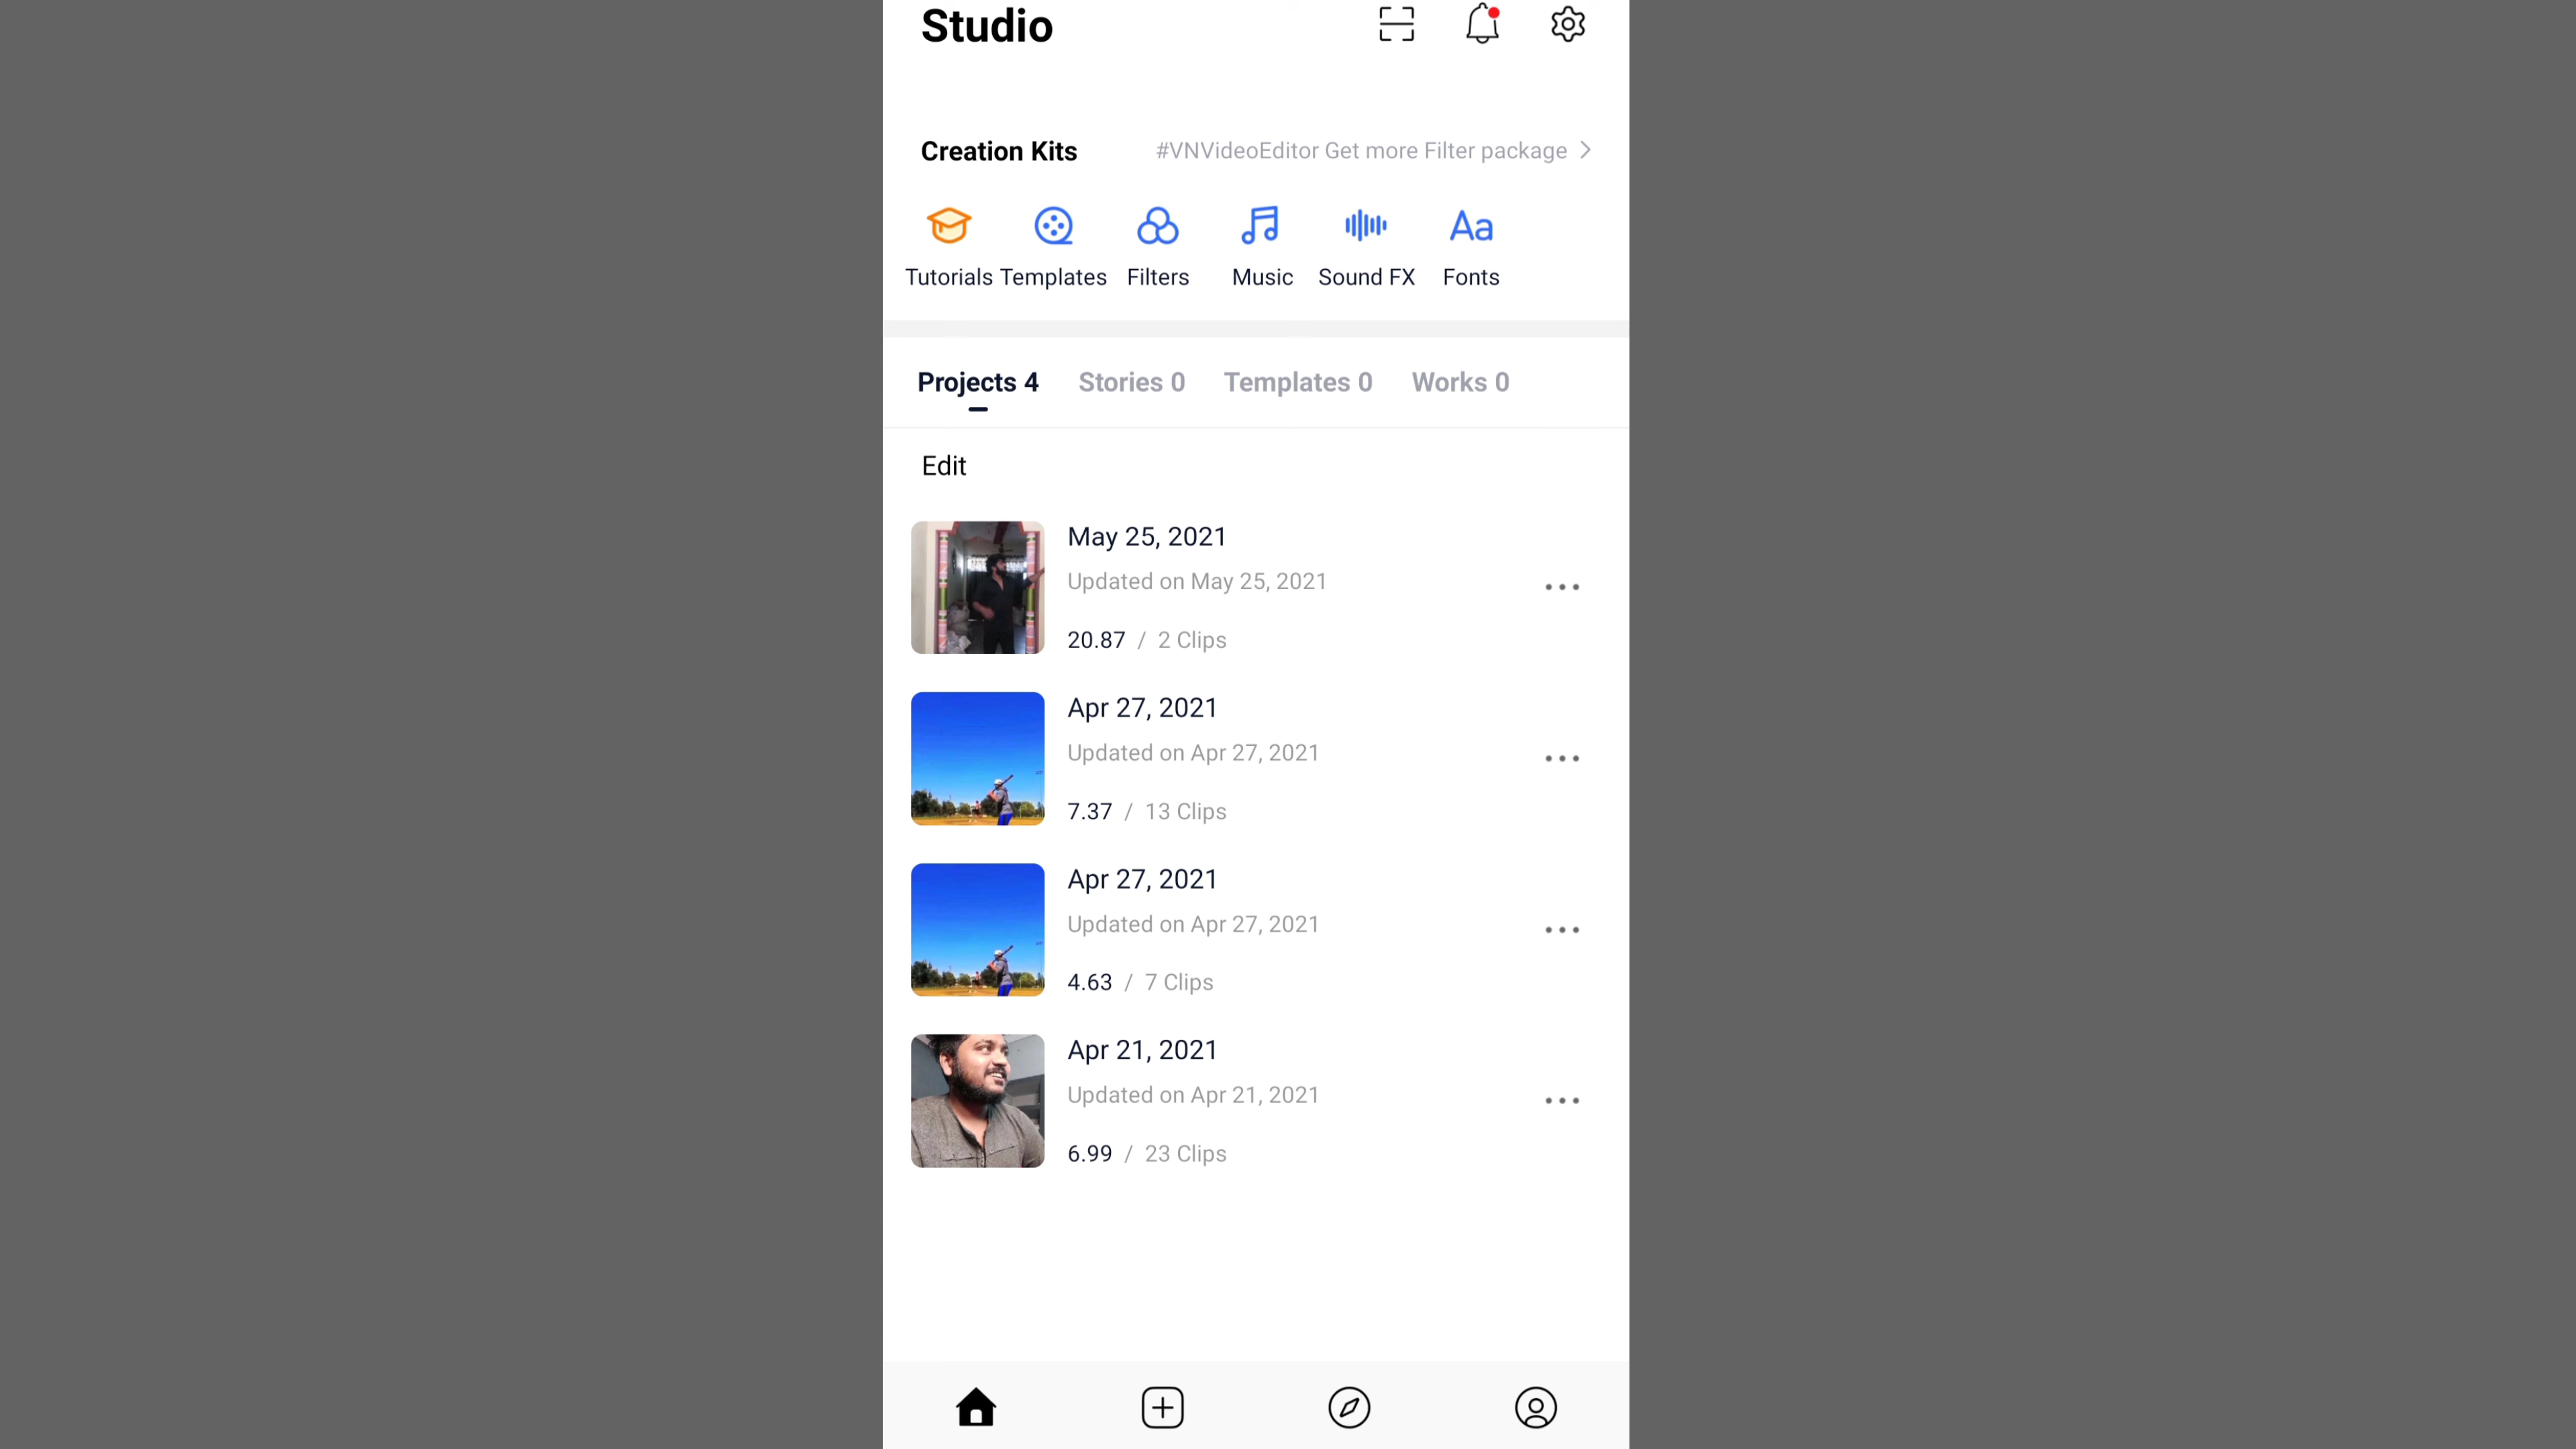 Studio
Creation Kits #VNVideoEditor Get more Filter package
Tutorials Templates Filters Music Sound FX Aa Fonts
Projects 4 Stories 0 Templates 0 Works 0
Edit
May 25, 2021
Updated on May 25, 2021
20.87 / 2 Clips
Apr 27, 2021
Updated on Apr 27, 2021
7.37 / 13 Clips
Apr 27, 2021
Updated on Apr 27, 2021
4.63 / 7 Clips
Apr 21, 2021
Updated on Apr 21, 2021
6.99 / 23 Clips